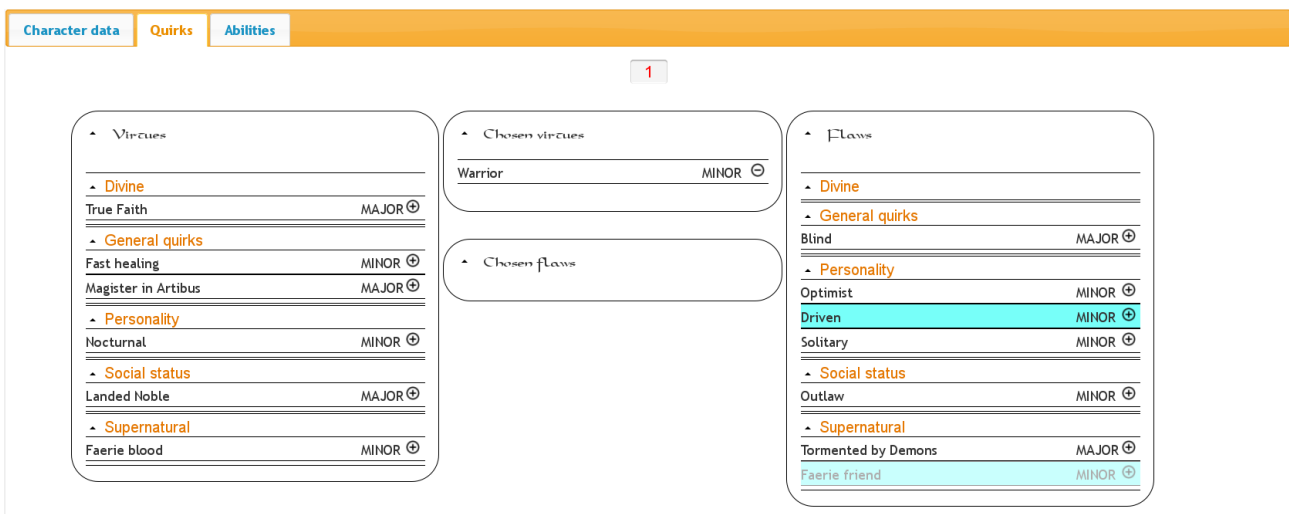 Character data Quirks Abilities
1
Virtues
Divine
True Faith MAJOR
General quirks
Fast healing MINOR
Magister in Artibus MAJOR
Personality
Nocturnal MINOR
Social status
Landed Noble MAJOR
Supernatural
Faerie blood MINOR
Chosen virtues
Warrior MINOR
Chosen flaws
Flaws
Divine
General quirks
Blind MAJOR
Personality
Optimist MINOR
Driven MINOR
Solitary MINOR
Social status
Outlaw MINOR
Supernatural
Tormented by Demons MAJOR
Faerie friend MINOR